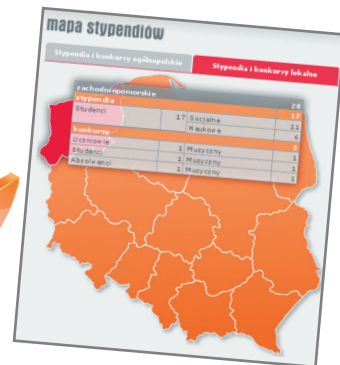 mapa stypendiów
Stypendia i konkursy ogólnopolskie Stypendia i konkursy lokalne
zachodniopomorskie 20
stypendia 17
Studenci 17 Socjalne 11
Naukowe 6
konkursy 3
Uczniowie 1 Muzyczny 1
Studenci 1 Muzyczny 1
Absolwenci 1 Muzyczny 1